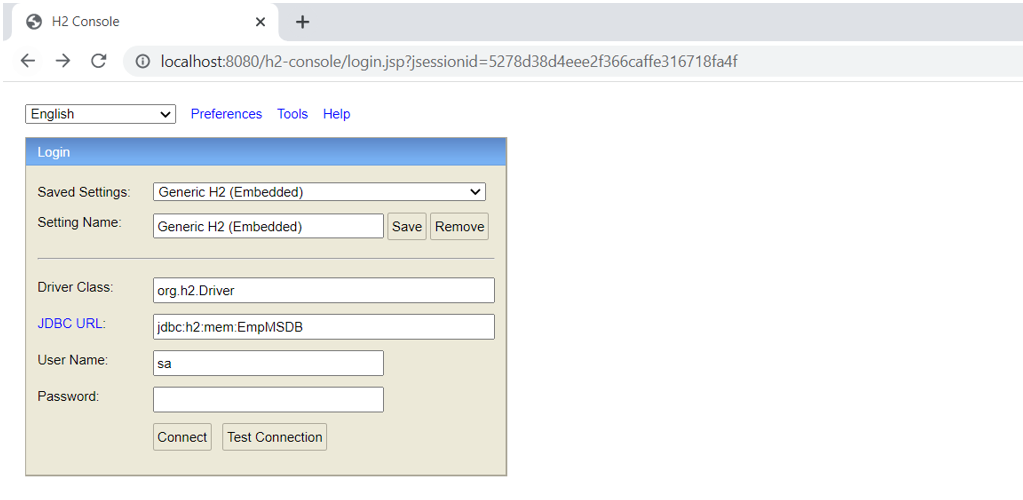 H2 Console
localhost:8080/h2-console/login.jsp?jsessionid=5278d38d4eee2f366caffe316718fa4f
English Preferences Tools Help
Login
Saved Settings: Generic H2 (Embedded)
Setting Name: Generic H2 (Embedded) Save Remove
Driver Class: org.h2.Driver
JDBC URL: jdbc:h2:mem:EmpMSDB
User Name: sa
Password:
Connect Test Connection